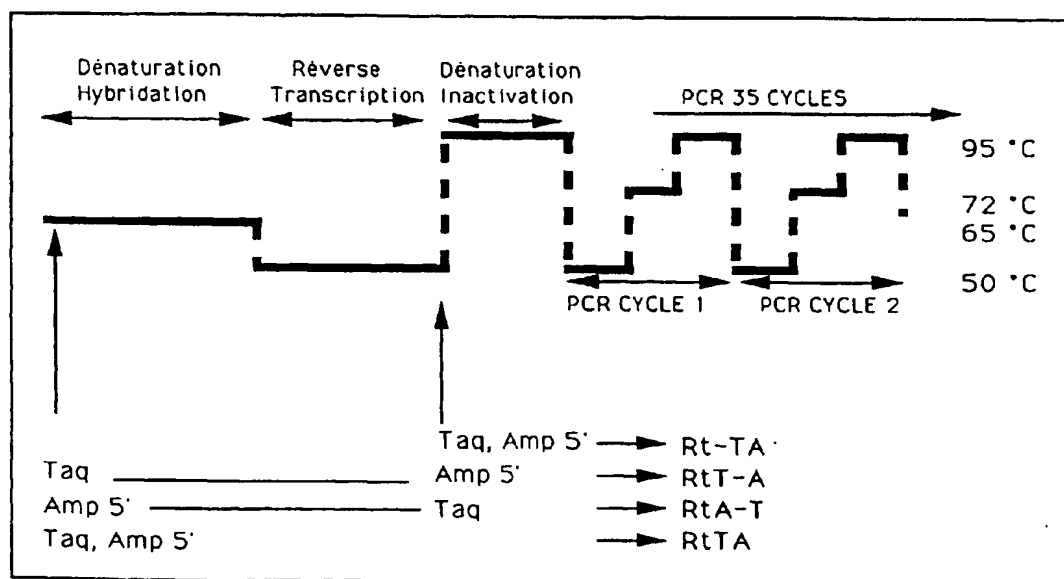 Dénaturation
Hybridation
Rèverse
Transcription
Dénaturation
Inactivation
PCR 35 CYCLES
95 °C
72 °C
65 °C
50 °C
PCR CYCLE 1
PCR CYCLE 2
Taq, Amp 5' Rt-TA
Taq Amp 5' RtT-A
Amp 5' Taq RtA-T
Taq, Amp 5' RtTA